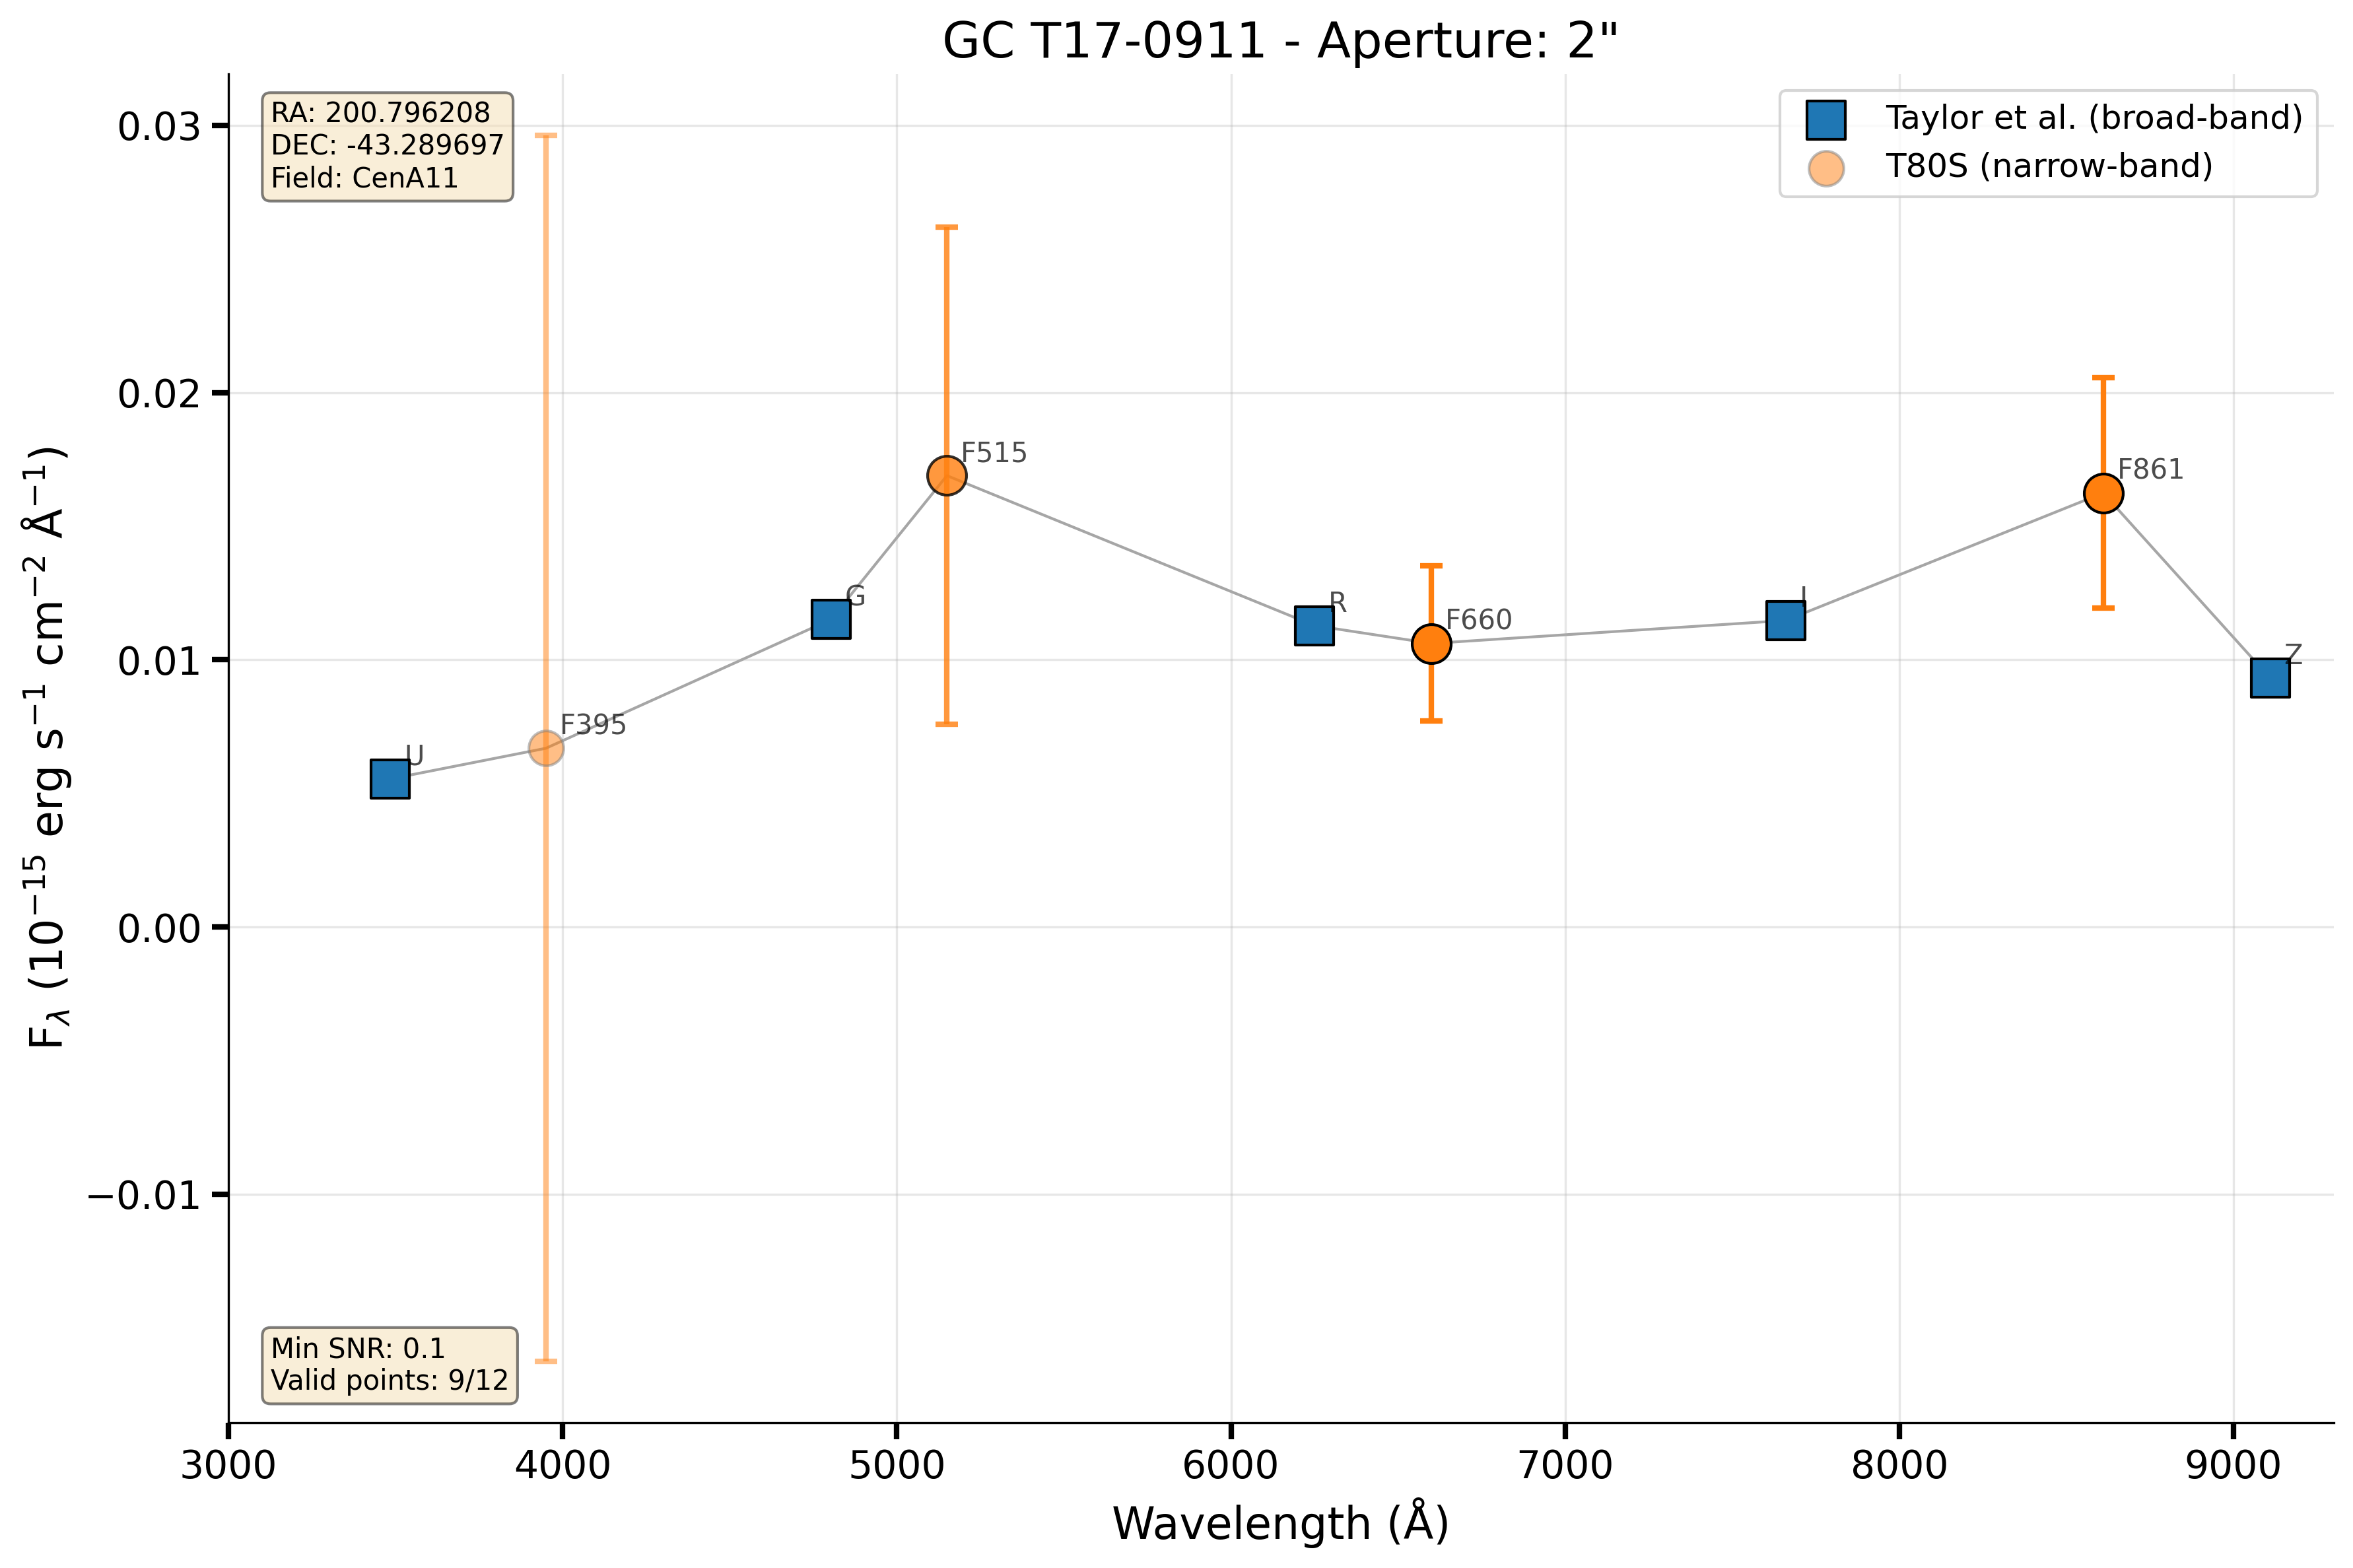 GC T17-0911 - Aperture: 2"
RA: 200.796208
DEC: -43.289697
Field: CenA11
Taylor et al. (broad-band)
T80S (narrow-band)
0.03
0.02
0.01
0.00
−0.01
F_λ (10⁻¹⁵ erg s⁻¹ cm⁻² Å⁻¹)
U
F395
G
F515
R
F660
I
F861
Z
Min SNR: 0.1
Valid points: 9/12
3000 4000 5000 6000 7000 8000 9000
Wavelength (Å)